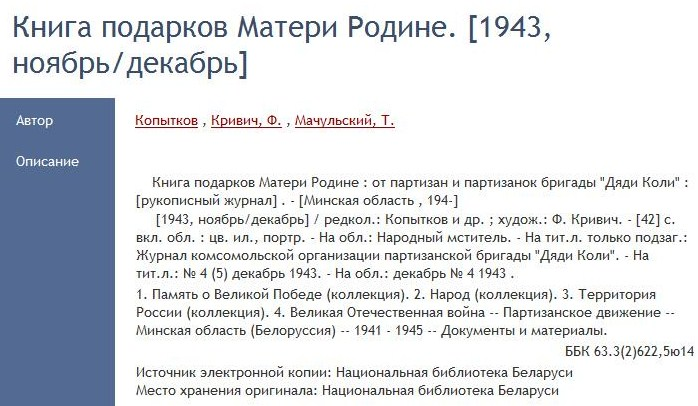 Книга подарков Матери Родине. [1943,
ноябрь/декабрь]
Автор
Копытков , Кривич, Ф. , Мачульский, Т.
Описание
Книга подарков Матери Родине : от партизан и партизанок бригады "Дяди Коли" :
[рукописный журнал] . - [Минская область , 194-]
[1943, ноябрь/декабрь] / редкол.: Копытков и др. ; худож.: Ф. Кривич. - [42] с.
вкл. обл. : цв. ил., портр. - На обл.: Народный мститель. - На тит.л. только подзаг.:
Журнал комсомольской организации партизанской бригады "Дяди Коли". - На
тит.л.: № 4 (5) декабрь 1943. - На обл.: декабрь № 4 1943 .
1. Память о Великой Победе (коллекция). 2. Народ (коллекция). 3. Территория
России (коллекция). 4. Великая Отечественная война -- Партизанское движение --
Минская область (Белоруссия) -- 1941 - 1945 -- Документы и материалы.
ББК 63.3(2)622,5ю14
Источник электронной копии: Национальная библиотека Беларуси
Место хранения оригинала: Национальная библиотека Беларуси